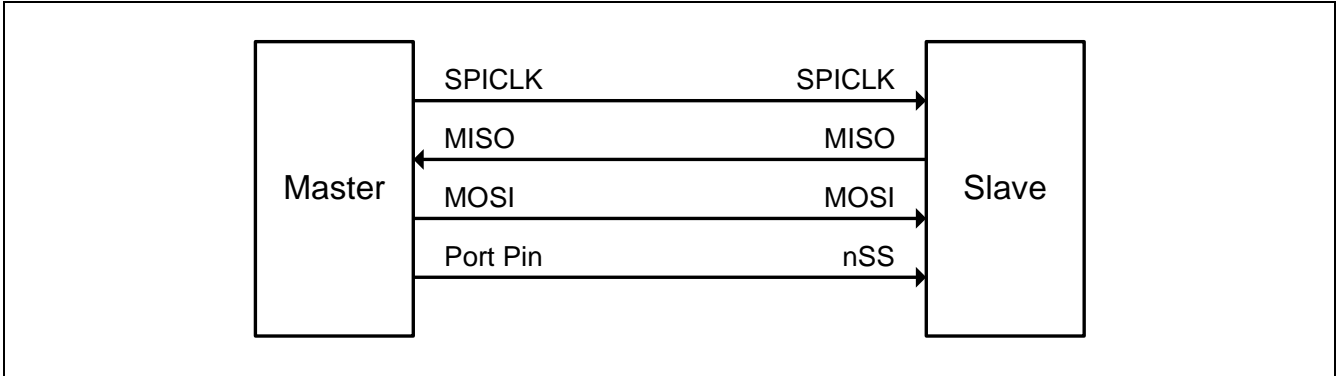 SPICLK SPICLK
MISO MISO
Master MOSI MOSI Slave
Port Pin nSS